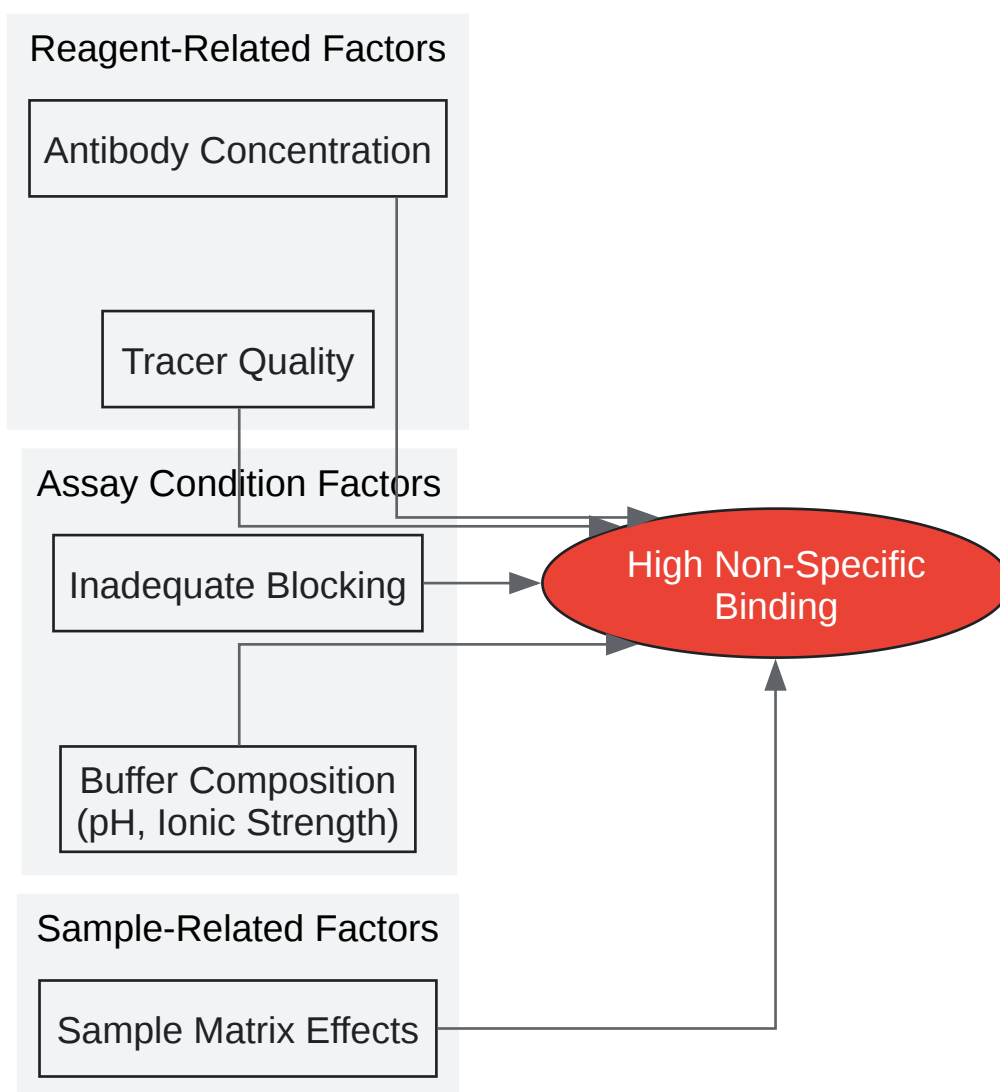 Reagent-Related Factors
Antibody Concentration
Tracer Quality
Assay Condition Factors
Inadequate Blocking
High Non-Specific
Binding
Buffer Composition
(pH, Ionic Strength)
Sample-Related Factors
Sample Matrix Effects